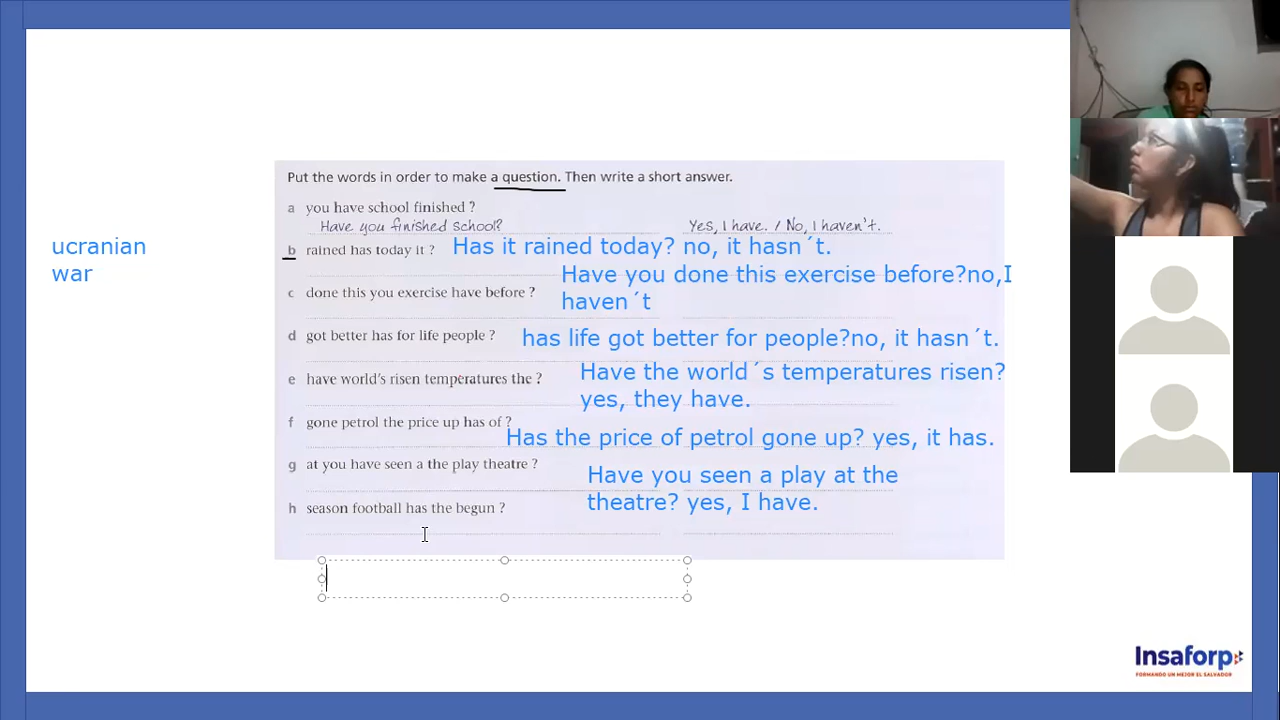 Put the words in order to make a question. Then write a short answer.
a you have school finished ?
Have you finished school? Yes, I have. / No, I haven't.
b rained has today it ? Has it rained today? no, it hasn´t.
ucranian
war
Have you done this exercise before?no,I
c done this you exercise have before ? haven´t
d got better has for life people ? has life got better for people?no, it hasn´t.
e have world's risen temperatures the ? Have the world´s temperatures risen?
yes, they have.
f gone petrol the price up has of ?
Has the price of petrol gone up? yes, it has.
g at you have seen a the play theatre ? Have you seen a play at the
theatre? yes, I have.
h season football has the begun ?
Insaforp
FORMANDO UN MEJOR EL SALVADOR